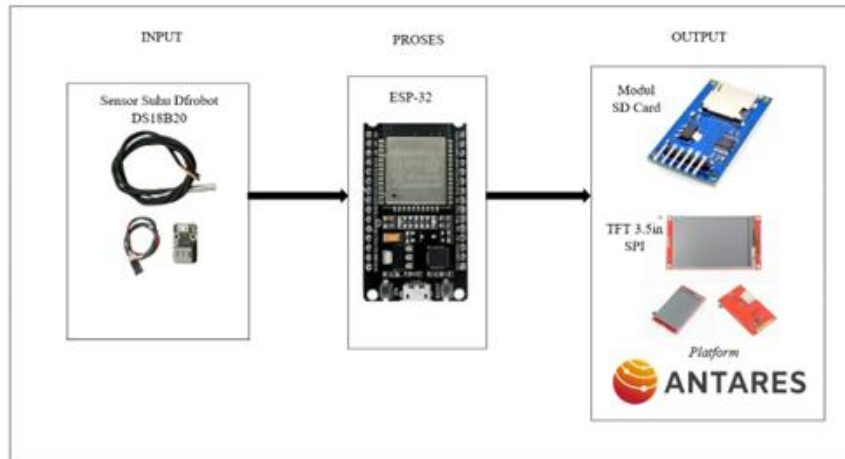 INPUT
PROSES
OUTPUT
Sensor Suhu Dfrobot
DS18B20
ESP-32
Modul
SD Card
TFT 3.5in
SPI
Platform
ANTARES